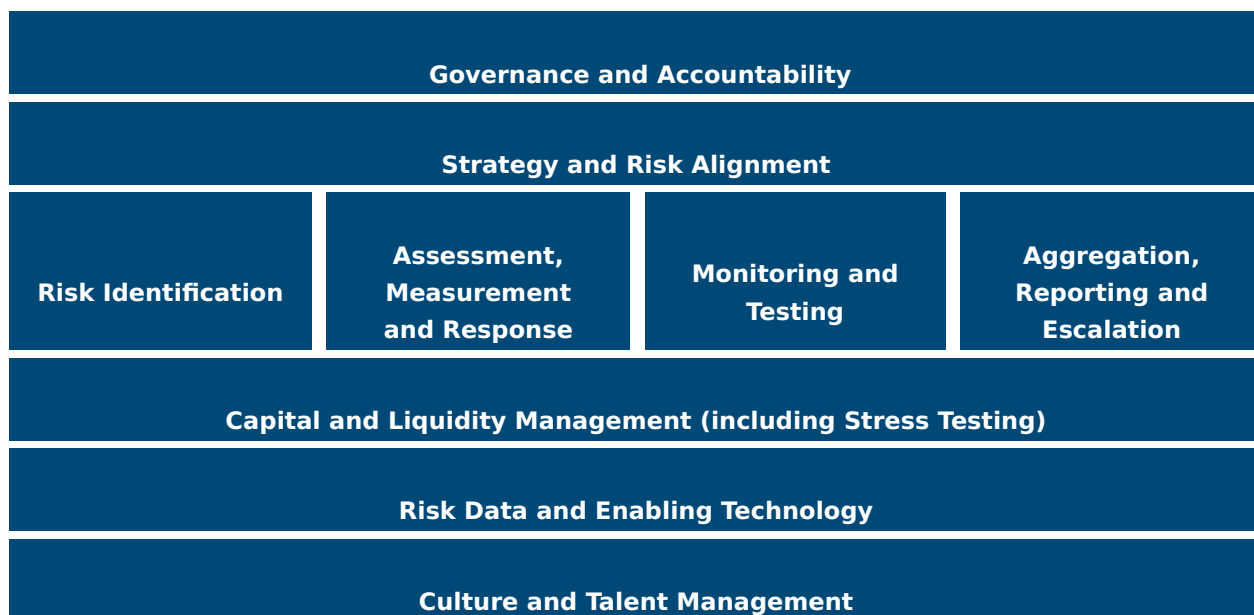 Governance and Accountability
Strategy and Risk Alignment
Risk Identification
Assessment,
Measurement
and Response
Monitoring and
Testing
Aggregation,
Reporting and
Escalation
Capital and Liquidity Management (including Stress Testing)
Risk Data and Enabling Technology
Culture and Talent Management